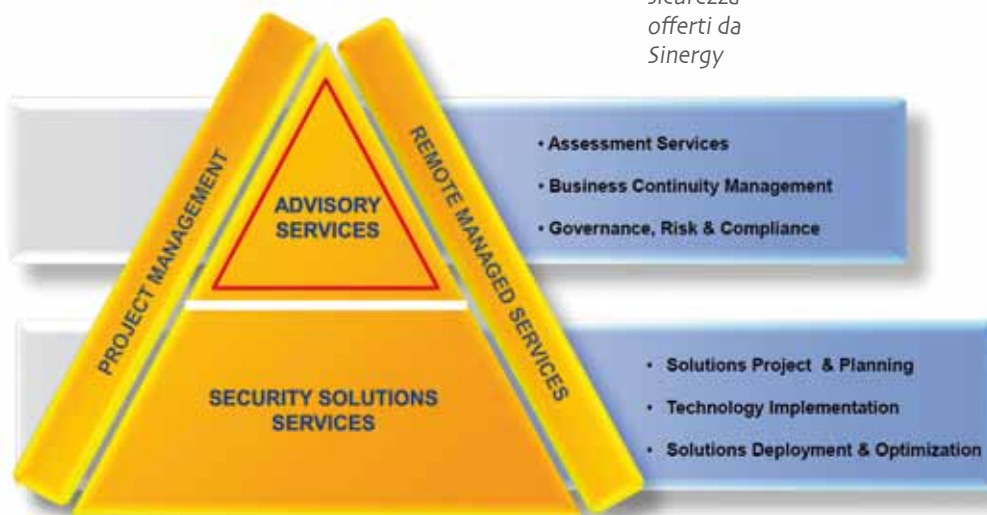 sicurezza
offerti da
Sinergy
PROJECT MANAGEMENT
ADVISORY
SERVICES
REMOTE MANAGED SERVICES
• Assessment Services
• Business Continuity Management
• Governance, Risk & Compliance
SECURITY SOLUTIONS
SERVICES
• Solutions Project & Planning
• Technology Implementation
• Solutions Deployment & Optimization